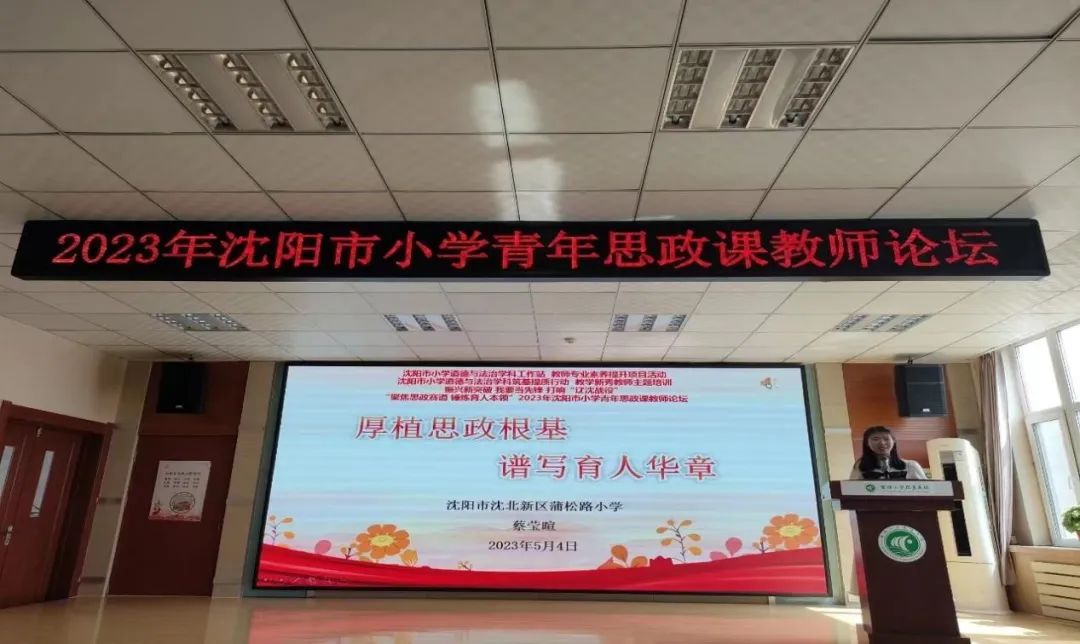 2023年沈阳市小学青年思政课教师论坛
沈阳市小学道德与法治学科工作站 教师专业素养提升项目活动
沈阳市小学道德与法治学科筑基提质行动 教学新秀教师主题培训
振兴新突破 我要当先锋 打响“辽沈战役”
“聚焦思政赛道 锤炼育人本领”2023年沈阳市小学青年思政课教师论坛
厚植思政根基
谱写育人华章
沈阳市沈北新区蒲松路小学
蔡莹暄
2023年5月4日